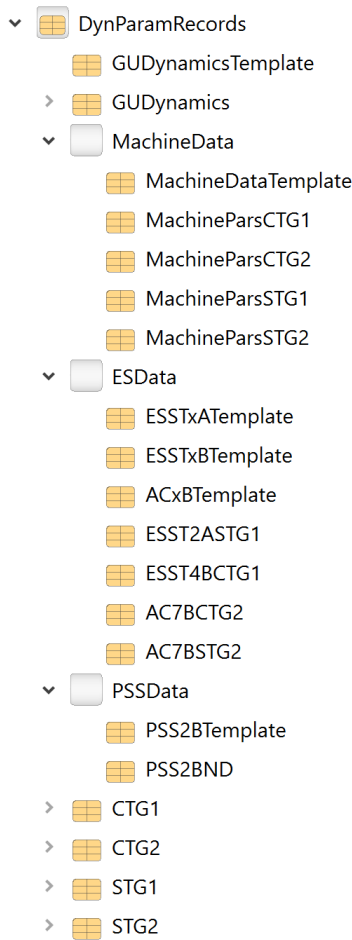 DynParamRecords
GUDynamicsTemplate
GUDynamics
MachineData
MachineDataTemplate
MachineParsCTG1
MachineParsCTG2
MachineParsSTG1
MachineParsSTG2
ESData
ESSTxATemplate
ESSTxBTemplate
ACxBTemplate
ESST2ASTG1
ESST4BCTG1
AC7BCTG2
AC7BSTG2
PSSData
PSS2BTemplate
PSS2BND
CTG1
CTG2
STG1
STG2